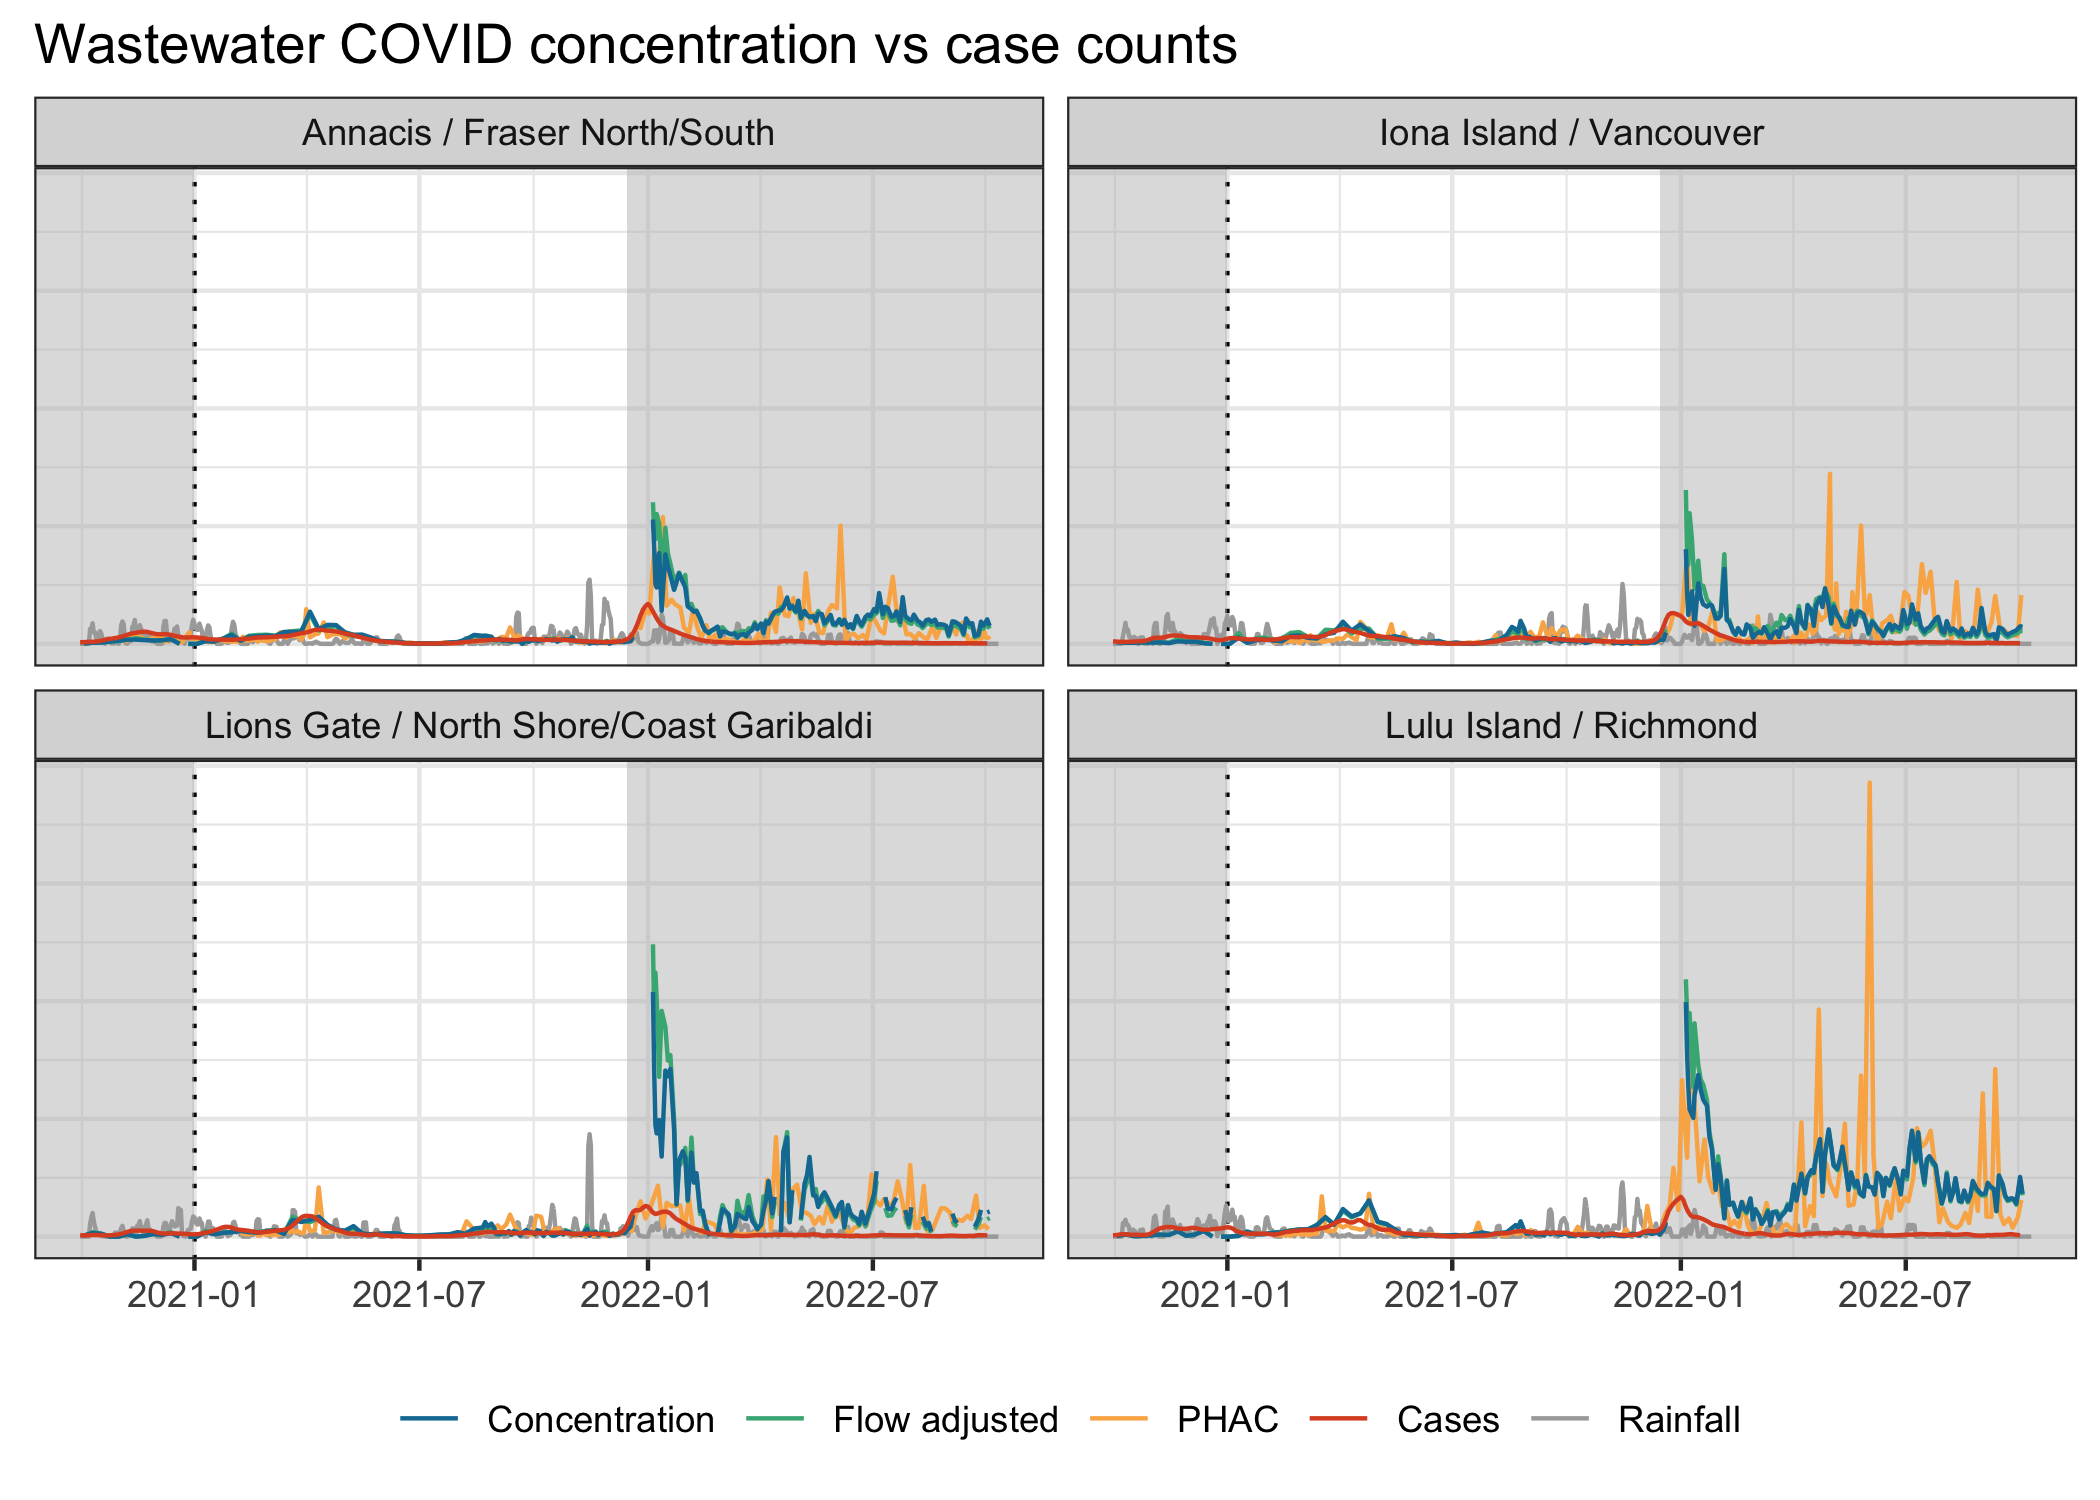 Wastewater COVID concentration vs case counts
Annacis / Fraser North/South
Iona Island / Vancouver
Lions Gate / North Shore/Coast Garibaldi
Lulu Island / Richmond
2021-01 2021-07 2022-01 2022-07 2021-01 2021-07 2022-01 2022-07
Concentration Flow adjusted PHAC Cases Rainfall